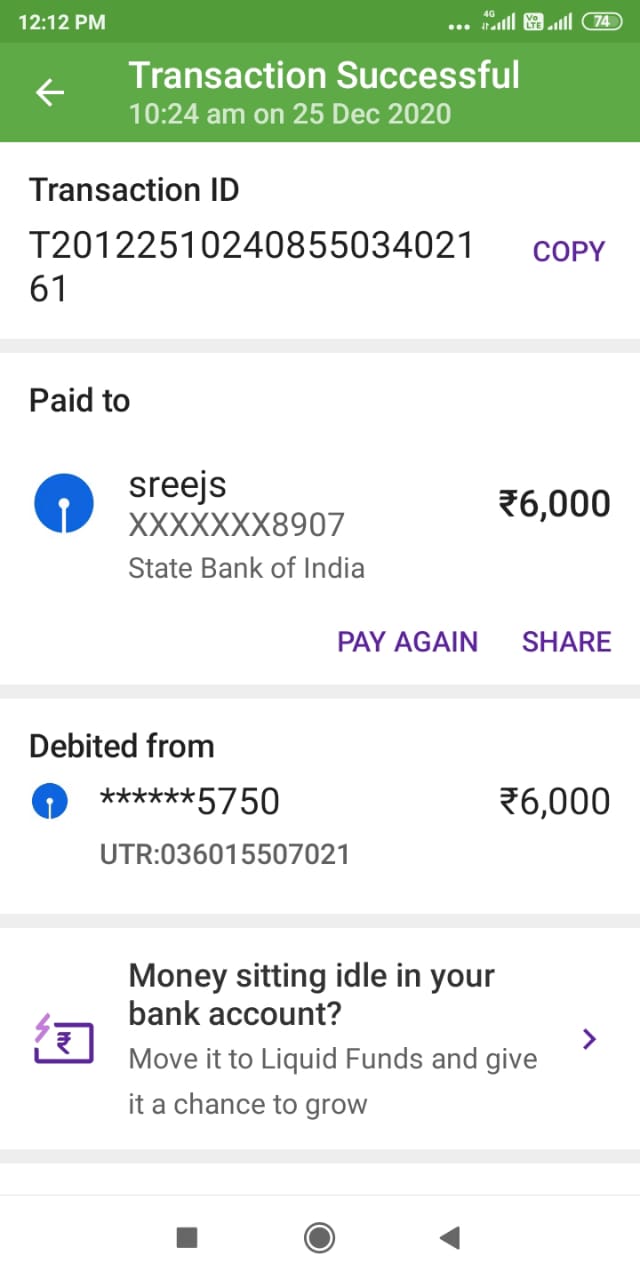 12:12 PM
4G
Vo LTE
74
Transaction Successful
10:24 am on 25 Dec 2020
Transaction ID
T20122510240855034021
61
COPY
Paid to
sreejs
XXXXXXX8907
State Bank of India
₹6,000
PAY AGAIN SHARE
Debited from
******5750
₹6,000
UTR:036015507021
Money sitting idle in your
bank account?
Move it to Liquid Funds and give
it a chance to grow